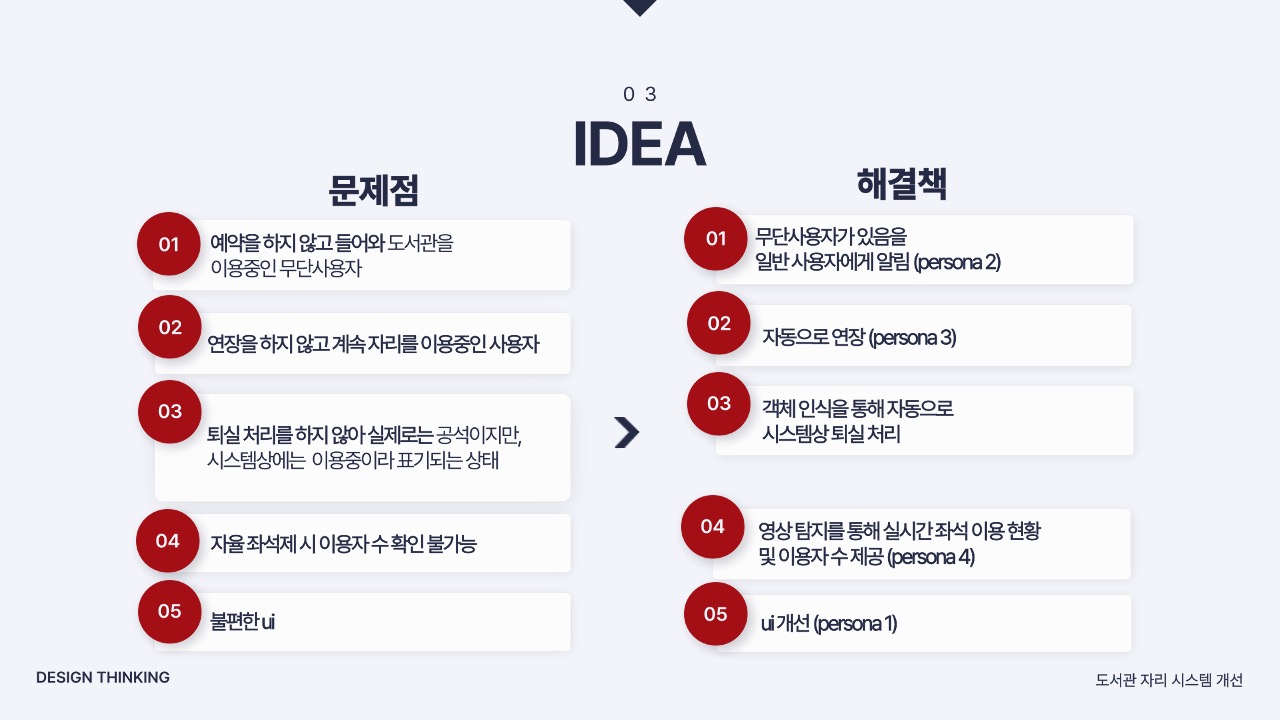 03
IDEA
문제점
01
예약을 하지 않고 들어와 도서관을
이용중인 무단사용자
02
연장을 하지 않고 계속 자리를 이용중인 사용자
03
퇴실 처리를 하지 않아 실제로는 공석이지만,
시스템상에는 이용중이라 표기되는 상태
04
자율 좌석제 시 이용자 수 확인 불가능
05
불편한 ui
해결책
01
무단사용자가 있음을
일반 사용자에게 알림 (persona 2)
02
자동으로 연장 (persona 3)
03
객체 인식을 통해 자동으로
시스템상 퇴실 처리
04
영상 탐지를 통해 실시간 좌석 이용 현황
및 이용자 수 제공 (persona 4)
05
ui 개선 (persona 1)
DESIGN THINKING
도서관 자리 시스템 개선